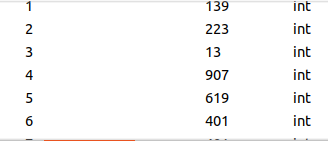 1 139 int
2 223 int
3 13 int
4 907 int
5 619 int
6 401 int